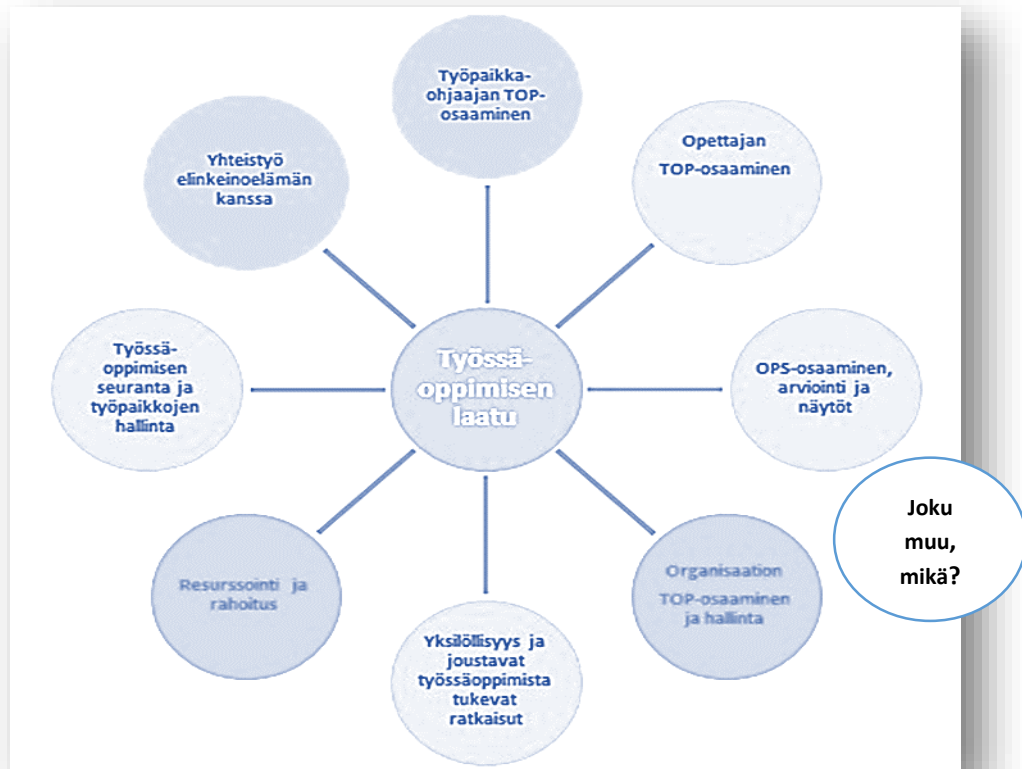 Työpaikka-
ohjaajan TOP-
osaaminen
Opettajan
TOP-osaaminen
Yhteistyö
elinkeinoelämän
kanssa
Työssä-
oppimisen
seuranta ja
työpaikkojen
hallinta
Työssä-
oppimisen
laatu
OPS-osaaminen,
arviointi ja
näytöt
Joku
muu,
mikä?
Resurssointi ja
rahoitus
Organisaation
TOP-osaaminen
ja hallinta
Yksilöllisyys ja
joustavat
työssäoppimista
tukevat
ratkaisut